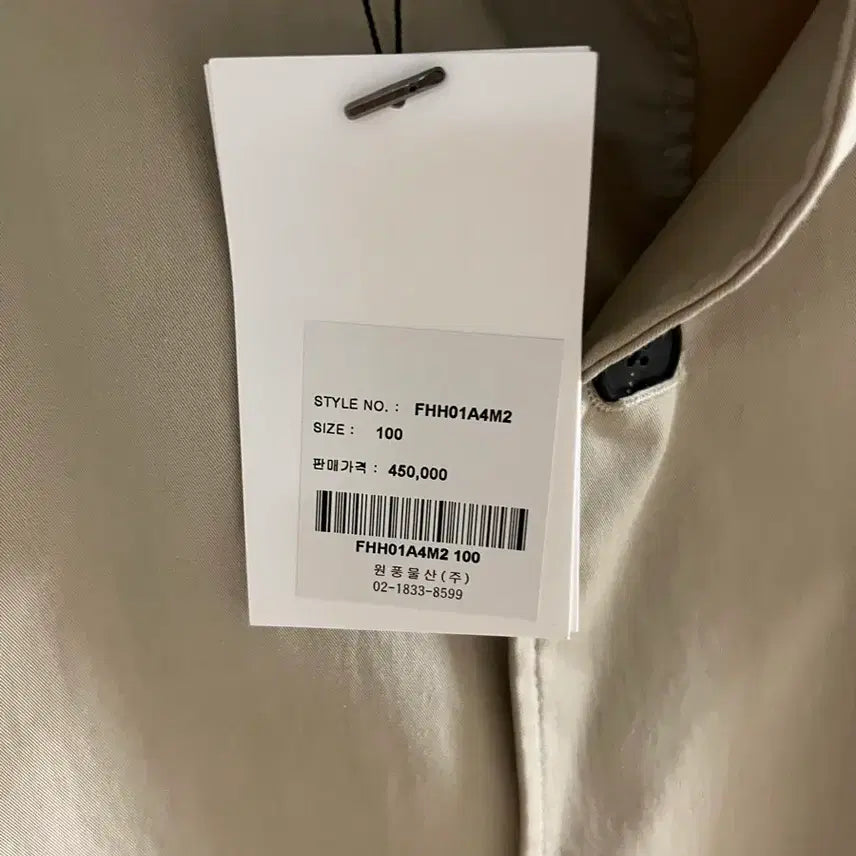 STYLE NO. : FHH01A4M2
SIZE : 100
판매가격 : 450,000
FHH01A4M2 100
원풍물산(주)
02-1833-8599